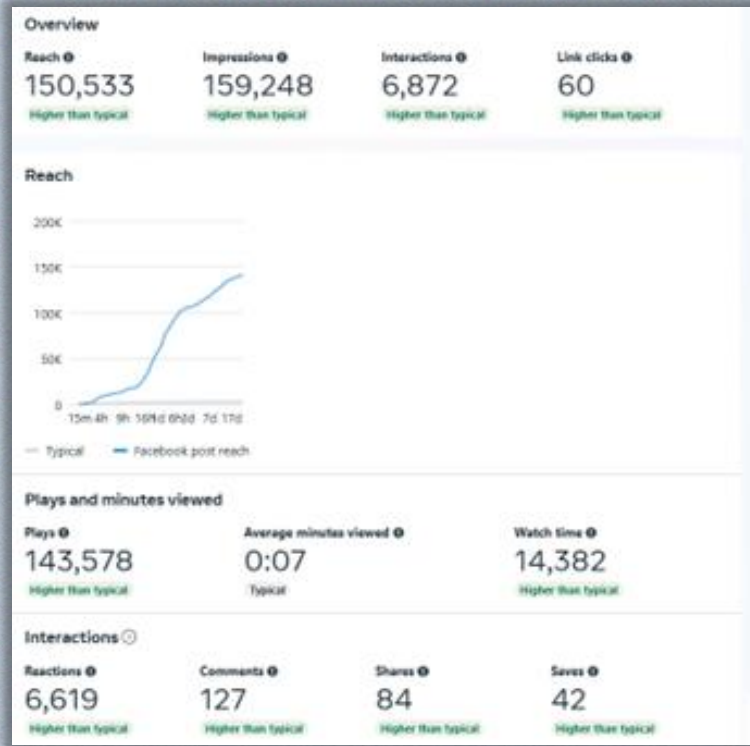 Overview
Reach Impressions Interactions Link clicks
150,533 159,248 6,872 60
Higher than typical Higher than typical Higher than typical Higher than typical
Reach
200K
150K
100K
50K
0
15m 4h 9h 16h 1d 6h 7d 17d
Typical Facebook post reach
Plays and minutes viewed
Plays Average minutes viewed Watch time
143,578 0:07 14,382
Higher than typical Typical Higher than typical
Interactions
Reactions Comments Shares Saves
6,619 127 84 42
Higher than typical Higher than typical Higher than typical Higher than typical